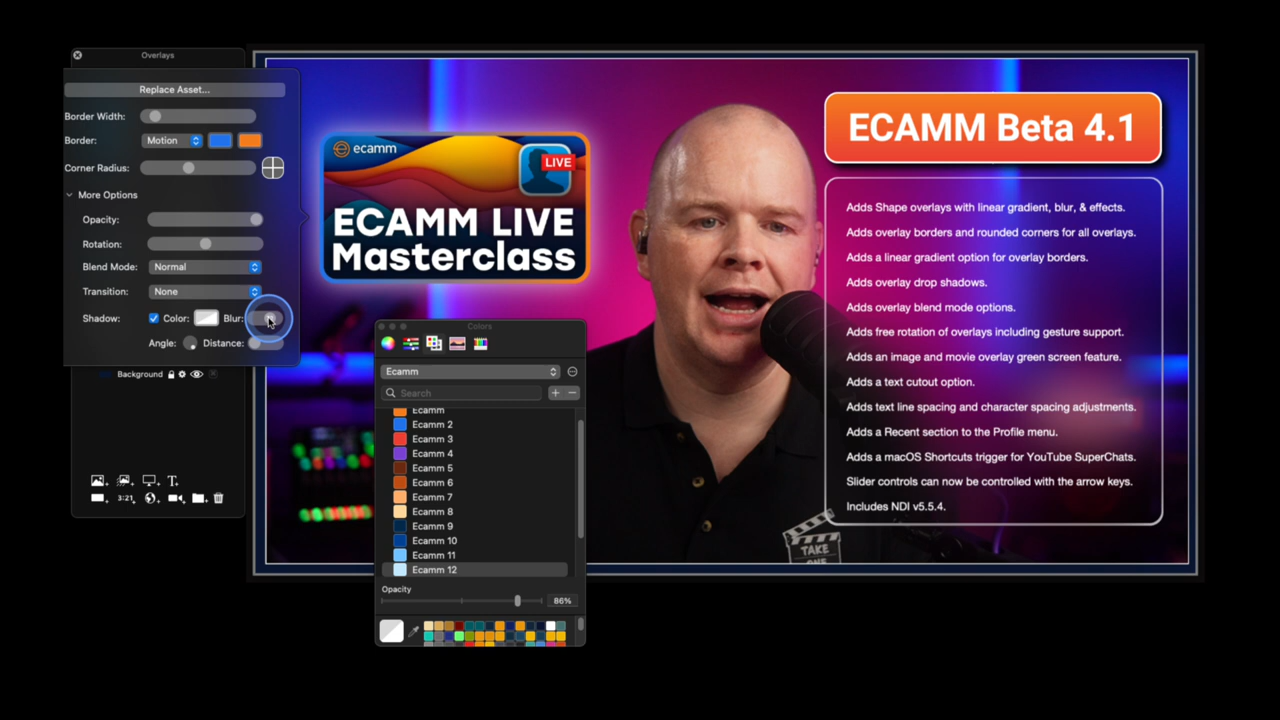 Overlays
Replace Asset...
Border Width:
Border: Motion
Corner Radius:
More Options
Opacity:
Rotation:
Blend Mode: Normal
Transition: None
Shadow: Color: Blur:
Angle: Distance:
Background
T
3:21
ecamm
LIVE
ECAMM LIVE
Masterclass
Colors
Ecamm
Search
Ecamm
Ecamm 2
Ecamm 3
Ecamm 4
Ecamm 5
Ecamm 6
Ecamm 7
Ecamm 8
Ecamm 9
Ecamm 10
Ecamm 11
Ecamm 12
Opacity
86%
ECAMM Beta 4.1
Adds Shape overlays with linear gradient, blur, & effects.
Adds overlay borders and rounded corners for all overlays.
Adds a linear gradient option for overlay borders.
Adds overlay drop shadows.
Adds overlay blend mode options.
Adds free rotation of overlays including gesture support.
Adds an image and movie overlay green screen feature.
Adds a text cutout option.
Adds text line spacing and character spacing adjustments.
Adds a Recent section to the Profile menu.
Adds a macOS Shortcuts trigger for YouTube SuperChats.
Slider controls can now be controlled with the arrow keys.
Includes NDI v5.5.4.
TAKE
ONE